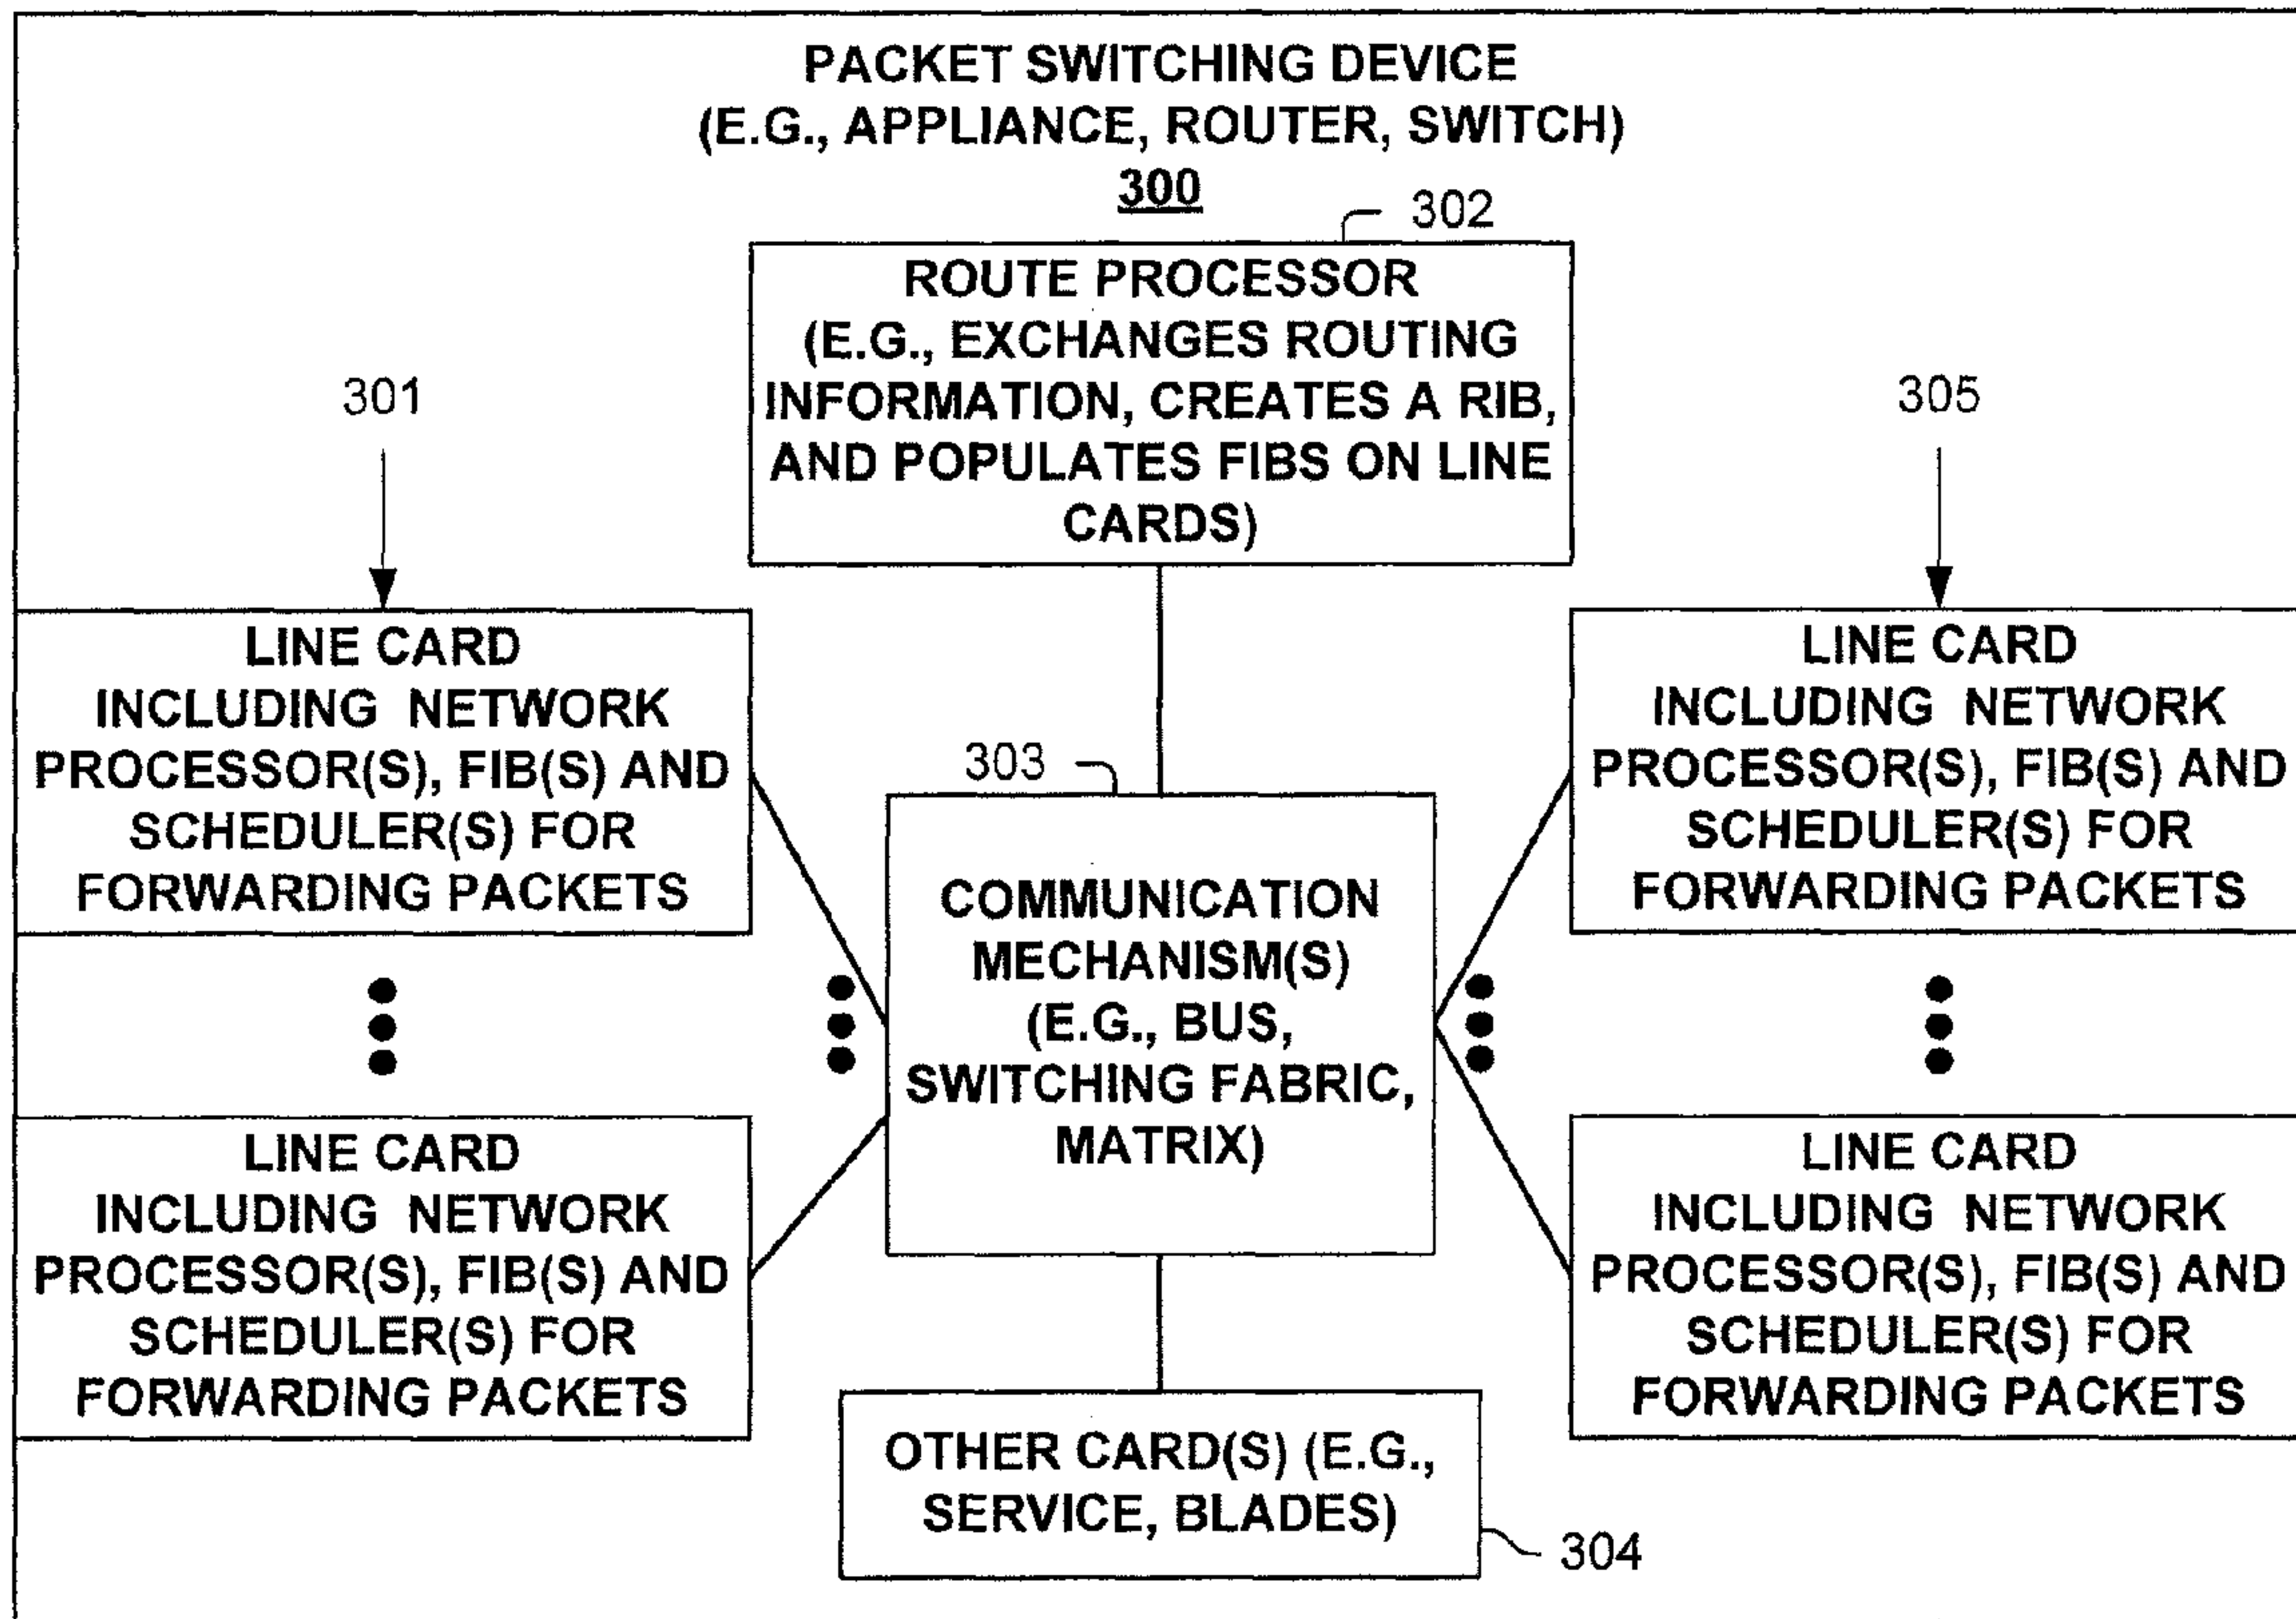 PACKET SWITCHING DEVICE
(E.G., APPLIANCE, ROUTER, SWITCH)
300
302
ROUTE PROCESSOR
(E.G., EXCHANGES ROUTING
INFORMATION, CREATES A RIB,
AND POPULATES FIBS ON LINE
CARDS)
301
LINE CARD
INCLUDING NETWORK
PROCESSOR(S), FIB(S) AND
SCHEDULER(S) FOR
FORWARDING PACKETS
LINE CARD
INCLUDING NETWORK
PROCESSOR(S), FIB(S) AND
SCHEDULER(S) FOR
FORWARDING PACKETS
303
COMMUNICATION
MECHANISM(S)
(E.G., BUS,
SWITCHING FABRIC,
MATRIX)
305
LINE CARD
INCLUDING NETWORK
PROCESSOR(S), FIB(S) AND
SCHEDULER(S) FOR
FORWARDING PACKETS
LINE CARD
INCLUDING NETWORK
PROCESSOR(S), FIB(S) AND
SCHEDULER(S) FOR
FORWARDING PACKETS
OTHER CARD(S) (E.G.,
SERVICE, BLADES)
304